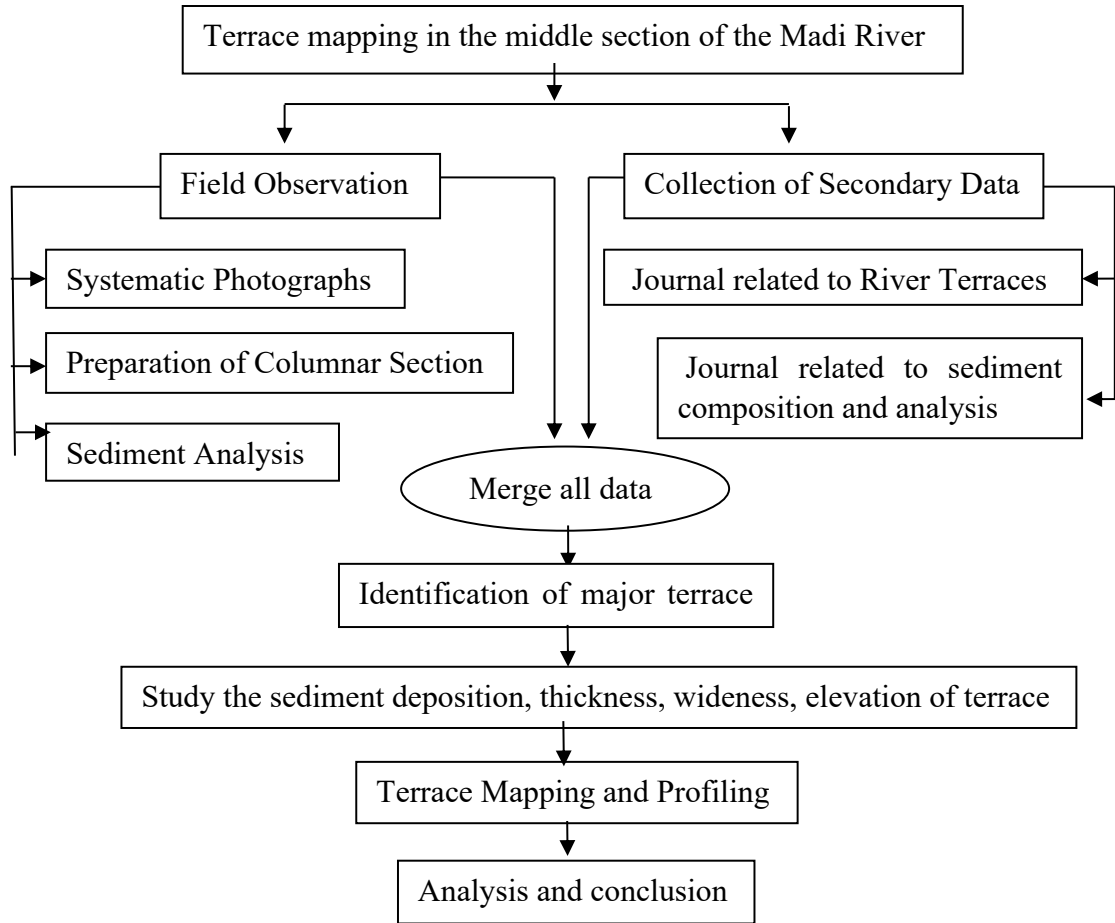 Terrace mapping in the middle section of the Madi River
Field Observation
Collection of Secondary Data
Systematic Photographs
Journal related to River Terraces
Preparation of Columnar Section
Journal related to sediment
composition and analysis
Sediment Analysis
Merge all data
Identification of major terrace
Study the sediment deposition, thickness, wideness, elevation of terrace
Terrace Mapping and Profiling
Analysis and conclusion